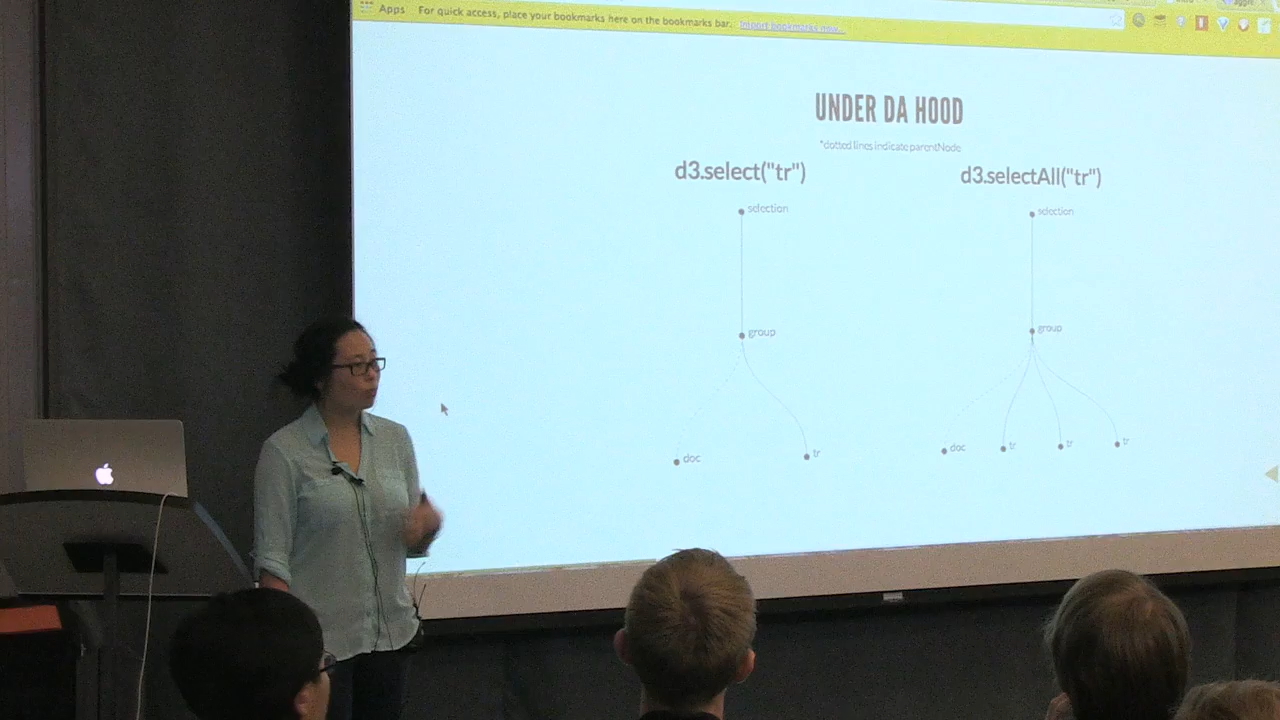 Apps For quick access, place your bookmarks here on the bookmarks bar. Import bookmarks now...
UNDER DA HOOD
*dotted lines indicate parentNode
d3.select("tr")
selection
group
doc
tr
d3.selectAll("tr")
selection
group
doc
tr
tr
tr